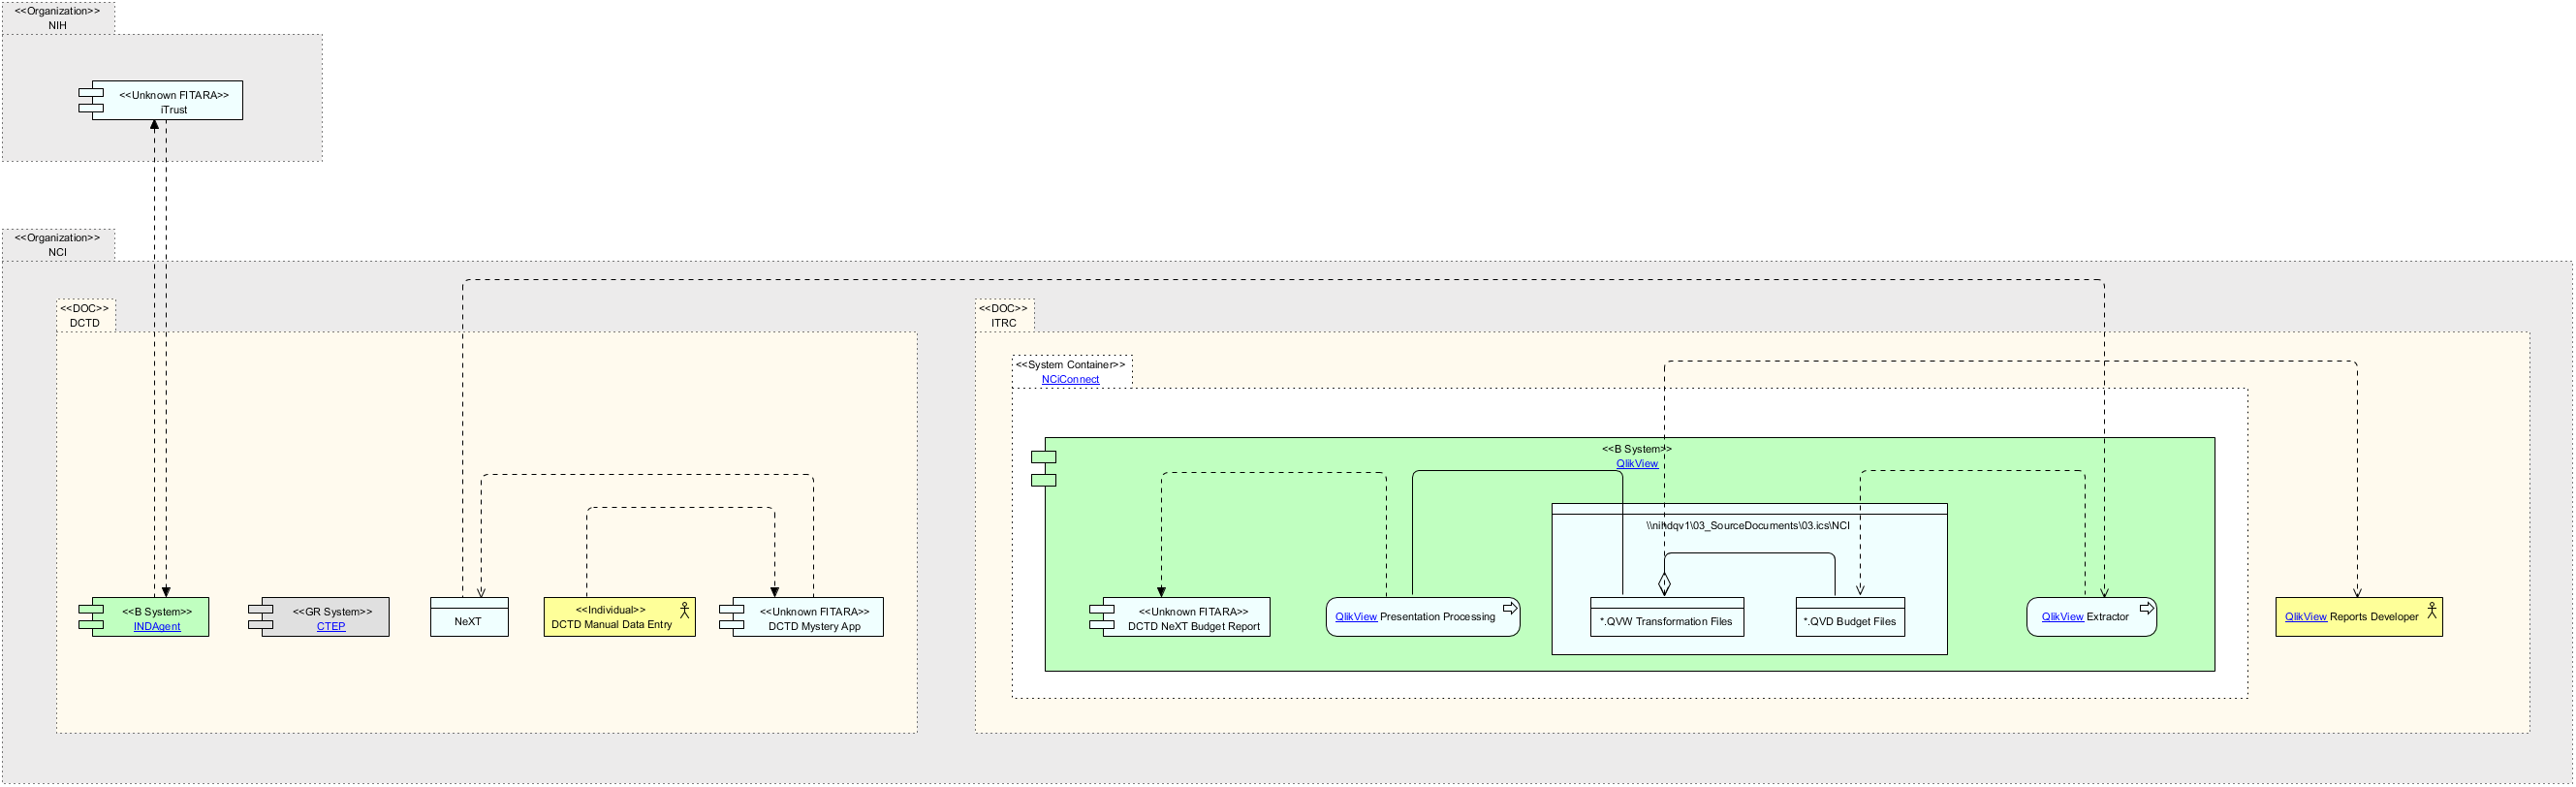 <<Organization>>
NIH
<<Unknown FITARA>>
iTrust
<<Organization>>
NCI
<<DOC>>
DCTD
<<DOC>>
ITRC
<<System Container>>
NCiConnect
<<B System>>
QlikView
\\nihdqv1\03_SourceDocuments\03.ics\NCI
<<B System>>
INDAgent
<<GR System>>
CTEP
NeXT
<<Individual>>
DCTD Manual Data Entry
<<Unknown FITARA>>
DCTD Mystery App
<<Unknown FITARA>>
DCTD NeXT Budget Report
QlikView Presentation Processing
*.QVW Transformation Files
*.QVD Budget Files
QlikView Extractor
QlikView Reports Developer